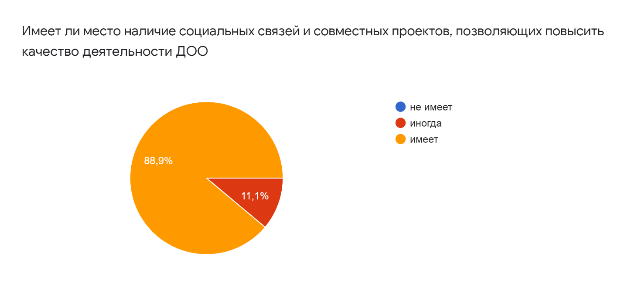 Имеет ли место наличие социальных связей и совместных проектов, позволяющих повысить
качество деятельности ДОО
не имеет
иногда
имеет
88,9%
11,1%